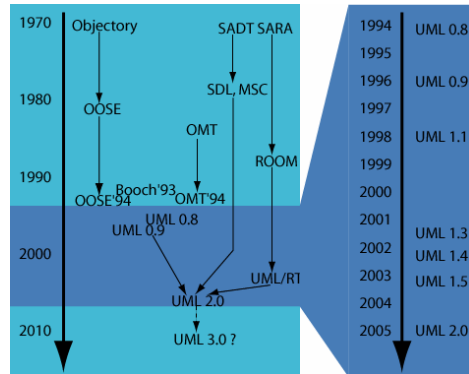 1970
Objectory
SADT SARA
SDL, MSC
1980
OOSE
OMT
ROOM
1990
Booch'93
OOSE'94
OMT'94
UML 0.8
UML 0.9
2000
UML/RT
UML 2.0
2010
UML 3.0 ?
1994
UML 0.8
1995
1996
UML 0.9
1997
1998
UML 1.1
1999
2000
2001
UML 1.3
2002
UML 1.4
2003
UML 1.5
2004
2005
UML 2.0